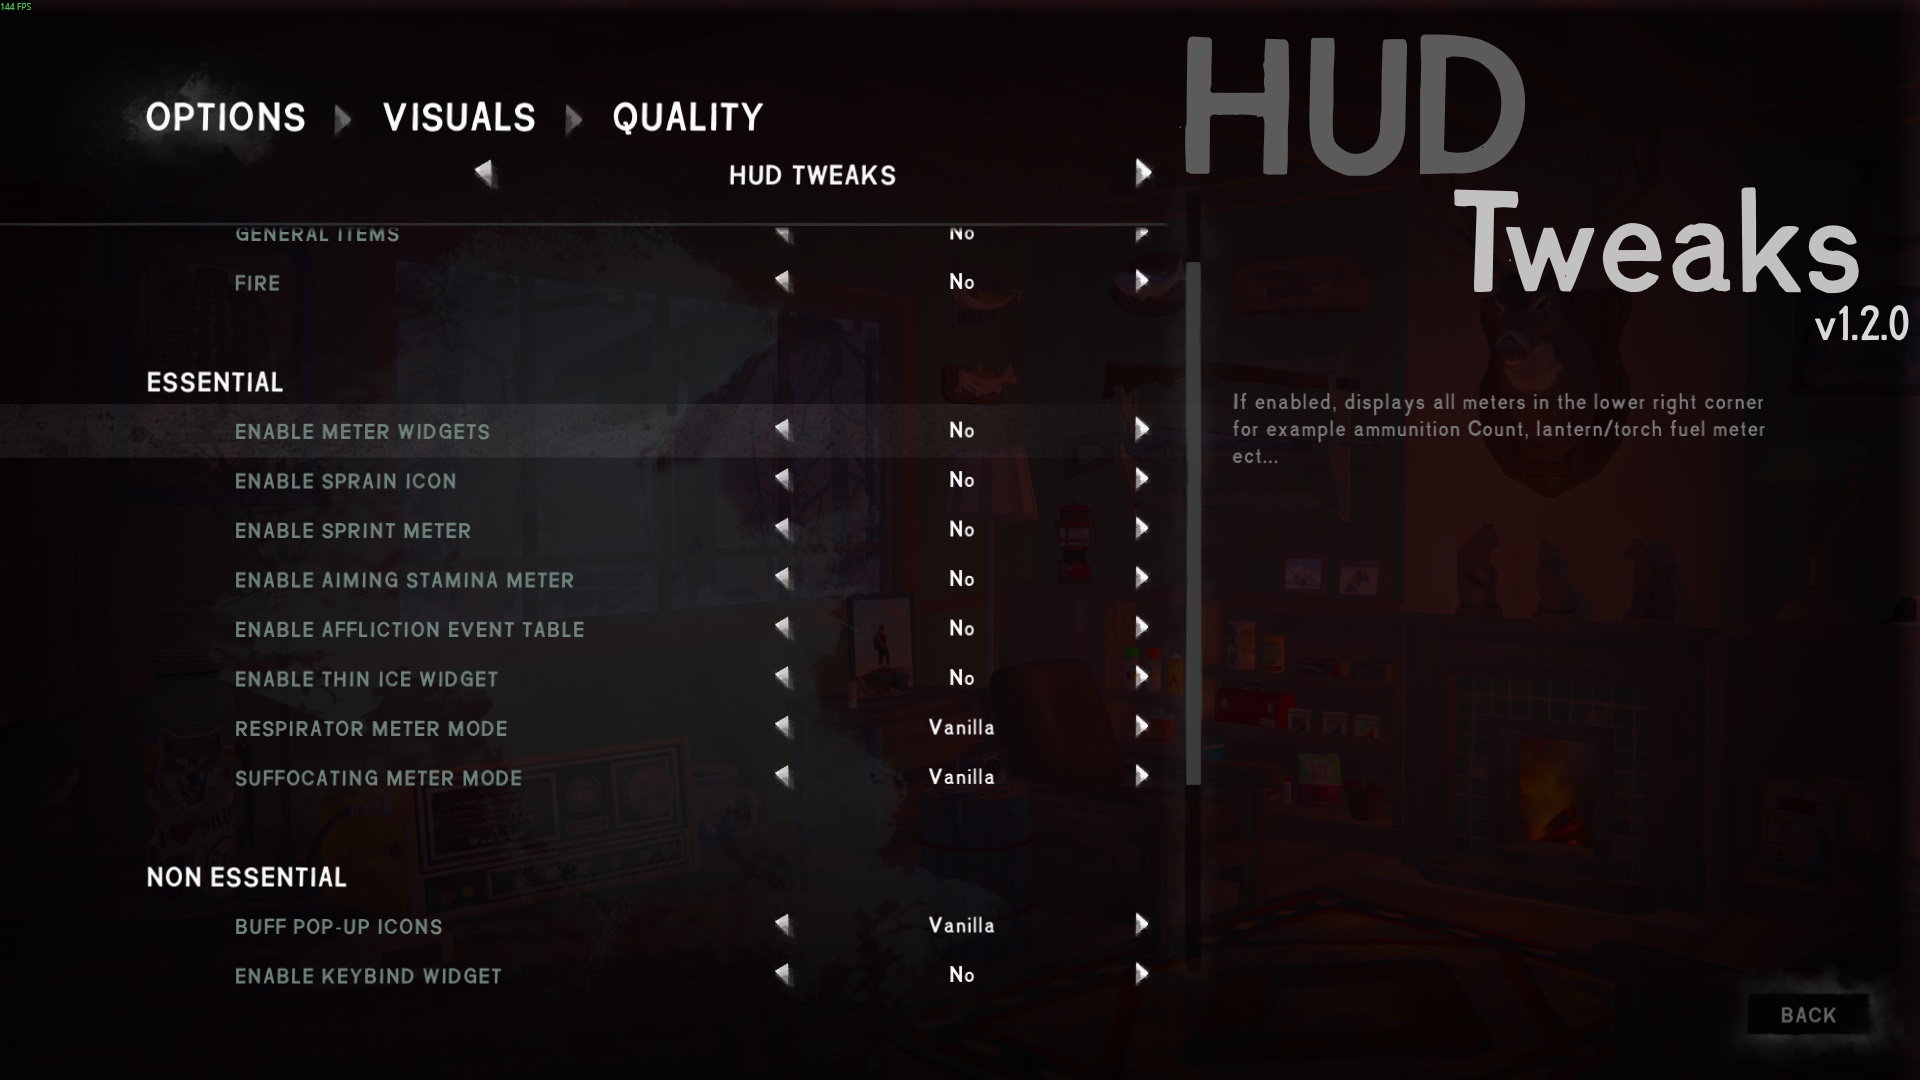 144 FPS
HUD
Tweaks
v1.2.0
OPTIONS VISUALS QUALITY
HUD TWEAKS
GENERAL ITEMS No
FIRE No
ESSENTIAL
ENABLE METER WIDGETS No
ENABLE SPRAIN ICON No
ENABLE SPRINT METER No
ENABLE AIMING STAMINA METER No
ENABLE AFFLICTION EVENT TABLE No
ENABLE THIN ICE WIDGET No
RESPIRATOR METER MODE Vanilla
SUFFOCATING METER MODE Vanilla
NON ESSENTIAL
BUFF POP-UP ICONS Vanilla
ENABLE KEYBIND WIDGET No
If enabled, displays all meters in the lower right corner
for example ammunition Count, lantern/torch fuel meter
ect...
BACK